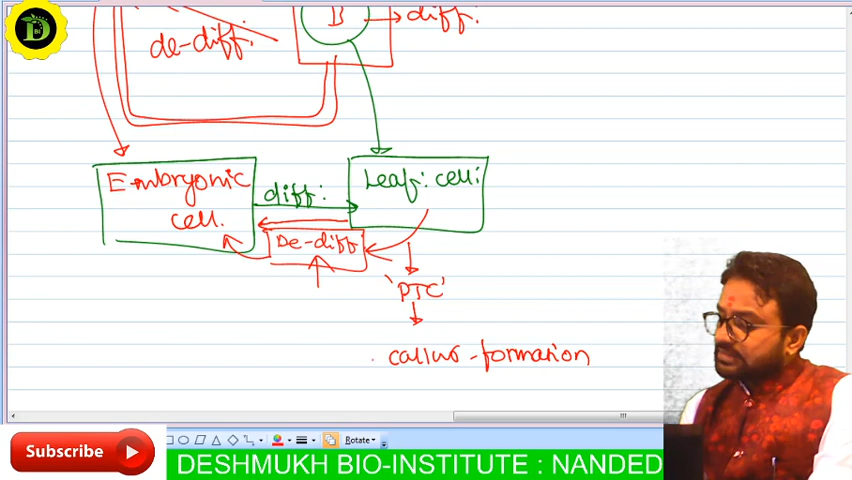 B
diff:
de-diff:
Embryonic
cell.
diff:
Leaf: cell:
De-diff
'PTC'
callus-formation
Rotate
Subscribe
DESHMUKH BIO-INSTITUTE : NANDED